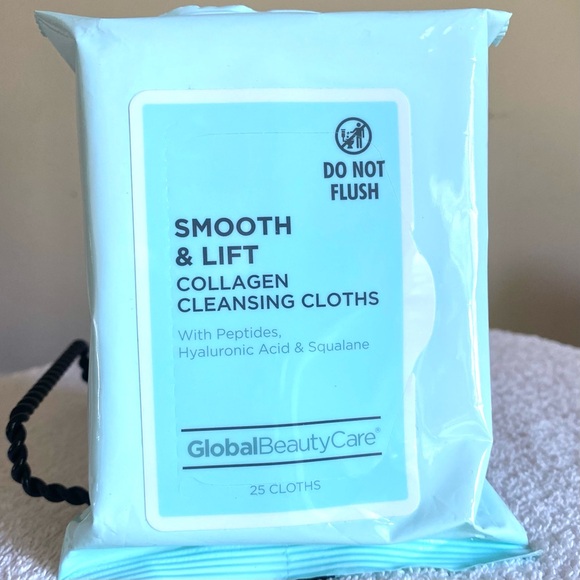 DO NOT
FLUSH
SMOOTH
& LIFT
COLLAGEN
CLEANSING CLOTHS
With Peptides,
Hyaluronic Acid & Squalane
GlobalBeautyCare®
25 CLOTHS